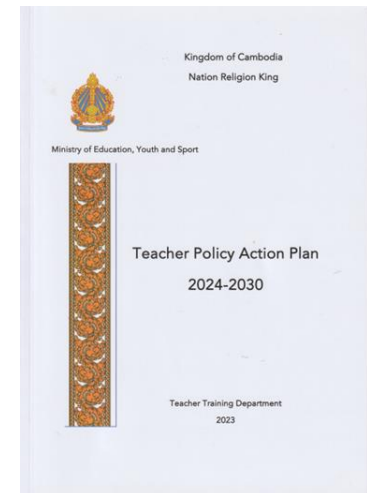 Kingdom of Cambodia
Nation Religion King
Ministry of Education, Youth and Sport
Teacher Policy Action Plan
2024-2030
Teacher Training Department
2023